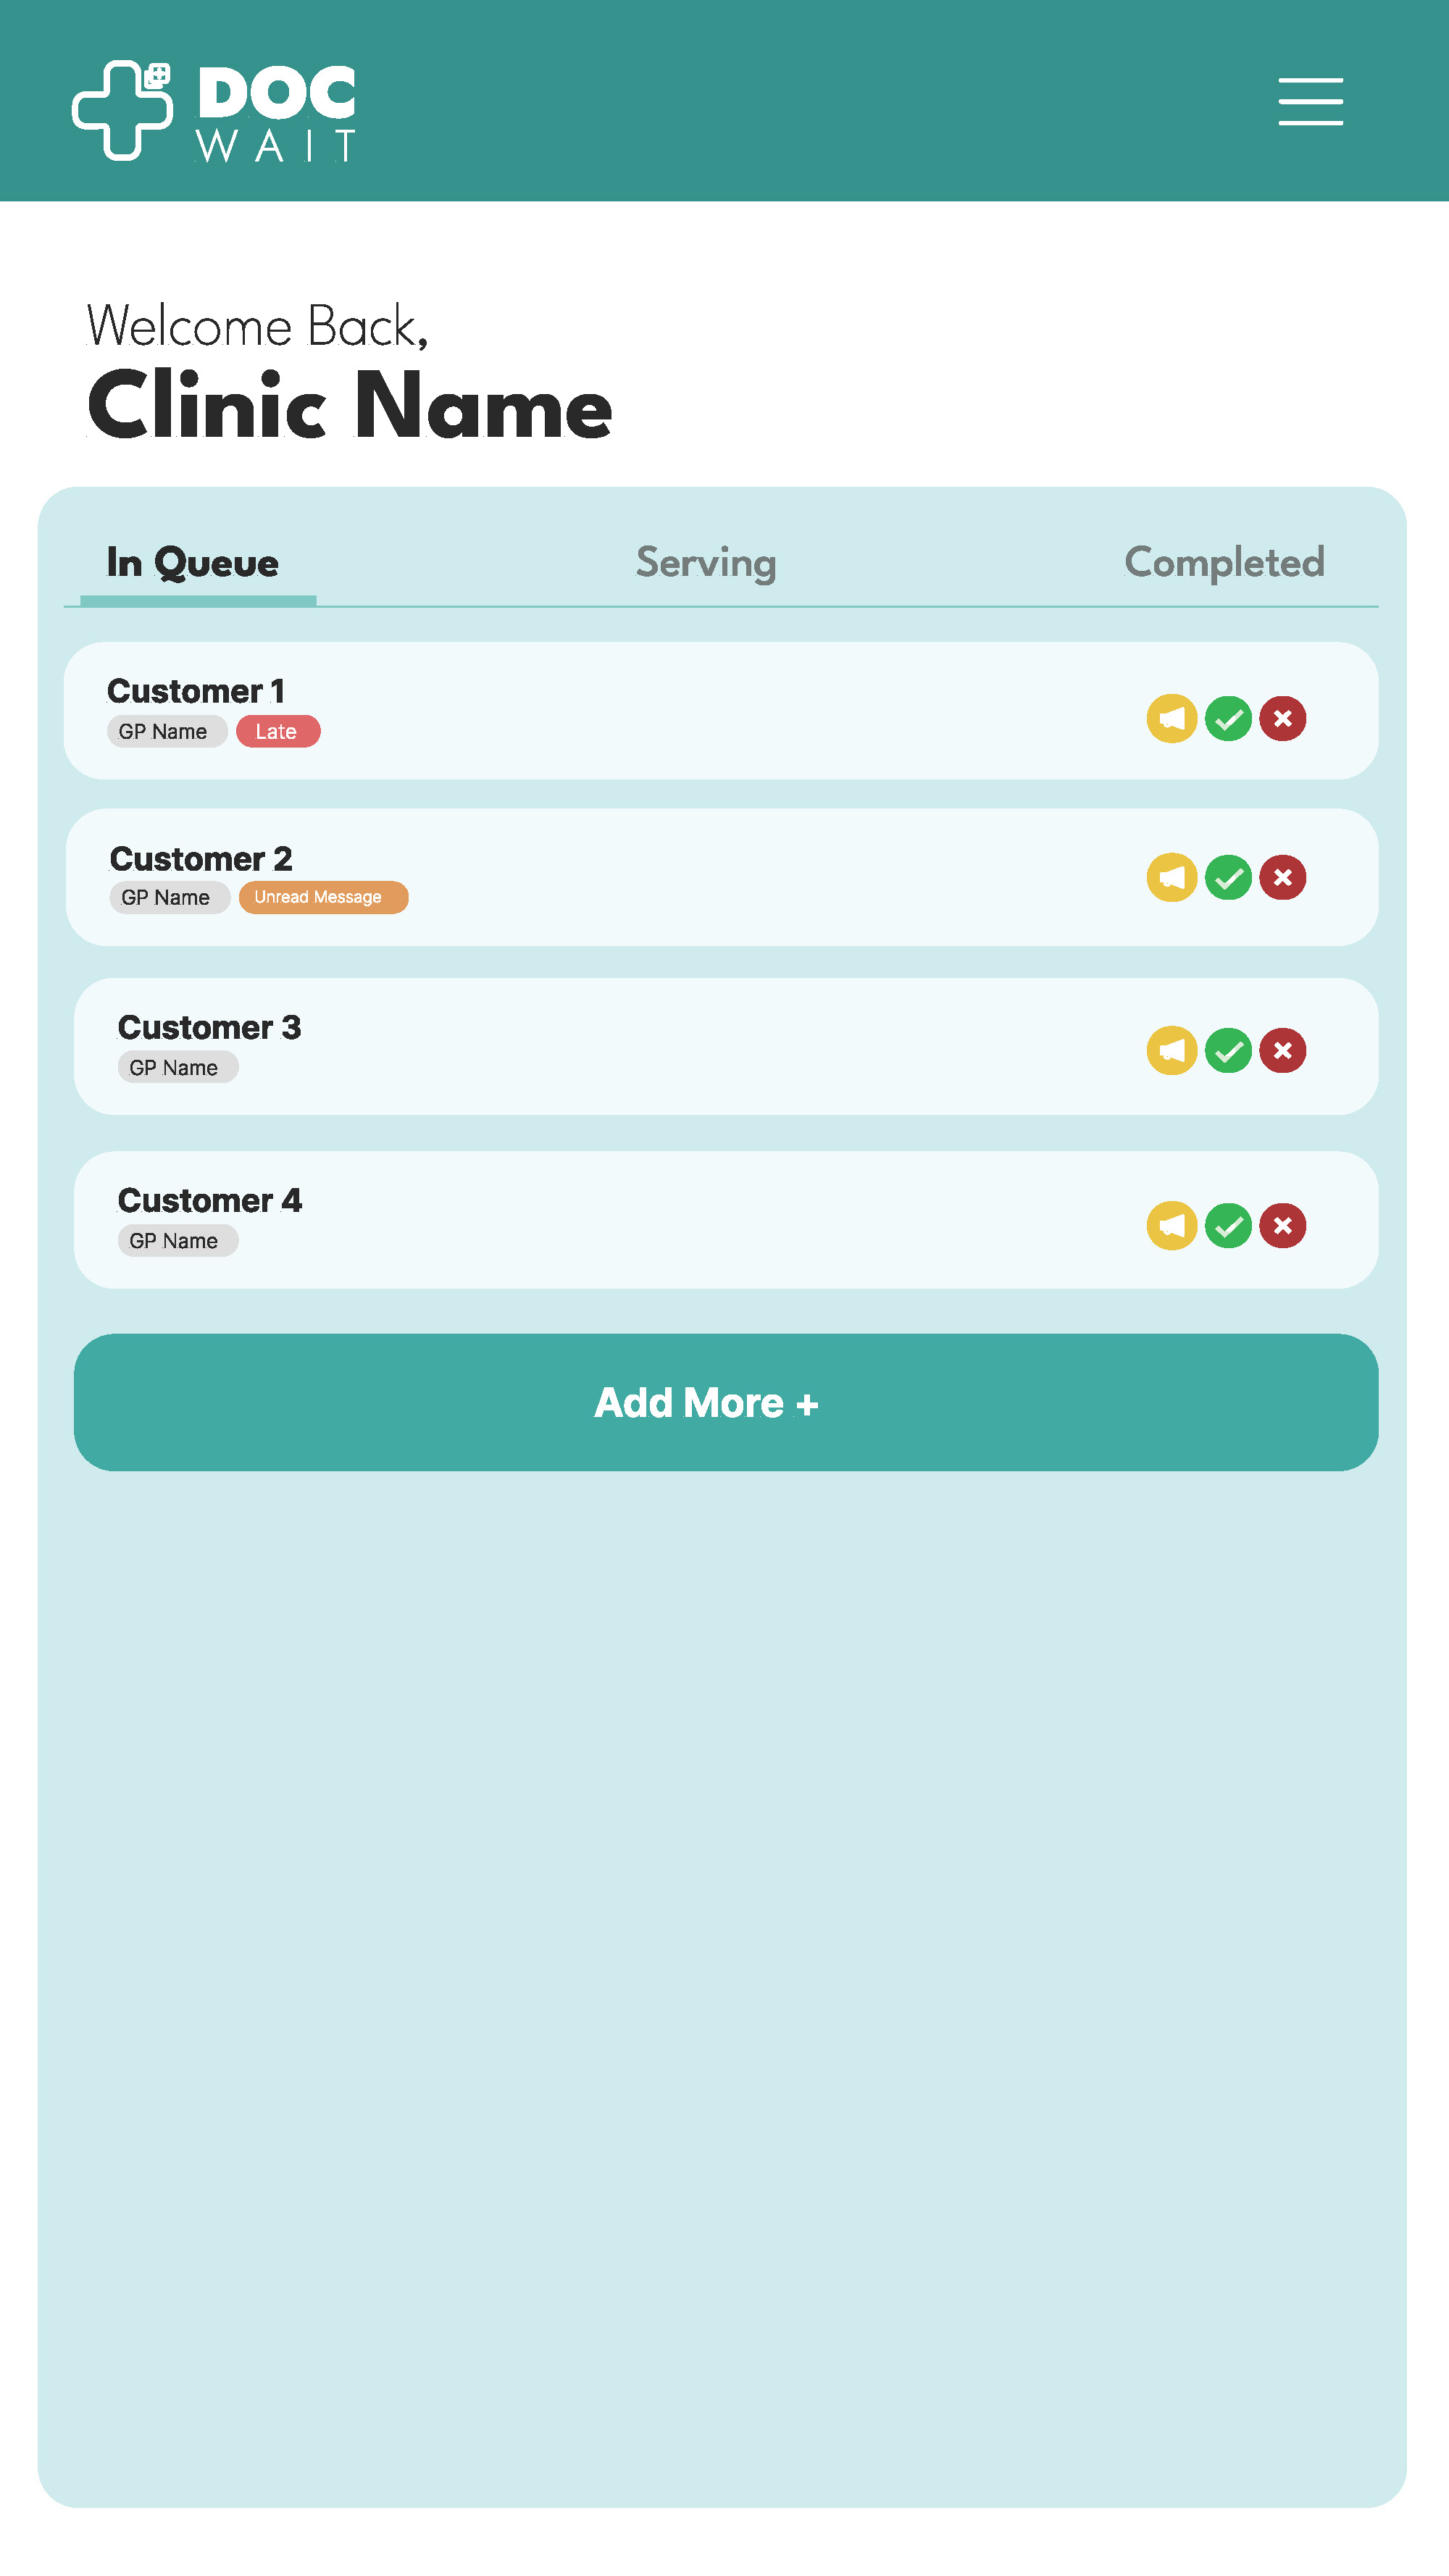 DOC
WAIT
Welcome Back,
Clinic Name
In Queue Serving Completed
Customer 1
GP Name Late
Customer 2
GP Name Unread Message
Customer 3
GP Name
Customer 4
GP Name
Add More +